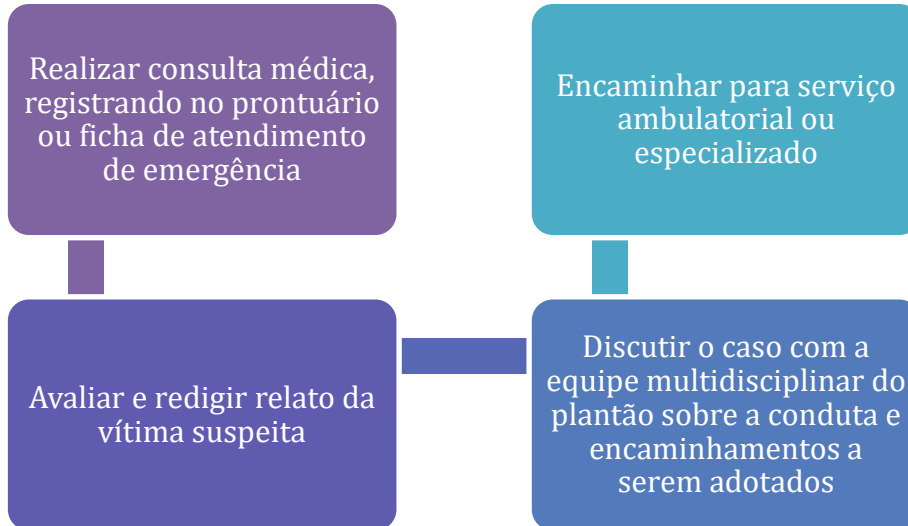 Realizar consulta médica,
registrando no prontuário
ou ficha de atendimento
de emergência
Avaliar e redigir relato da
vítima suspeita
Discutir o caso com a
equipe multidisciplinar do
plantão sobre a conduta e
encaminhamentos a
serem adotados
Encaminhar para serviço
ambulatorial ou
especializado